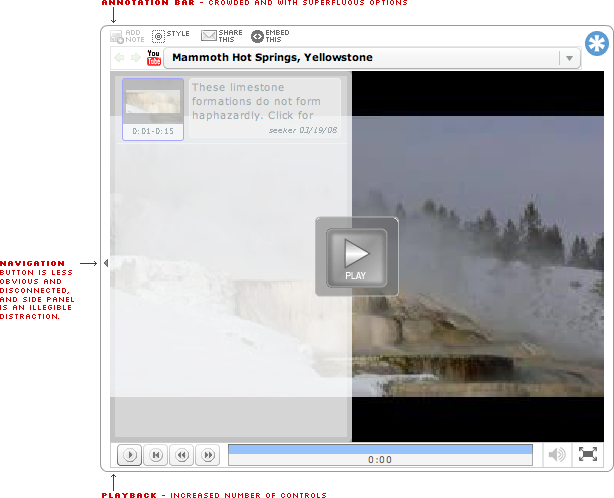 ANNOTATION BAR - CROWDED AND WITH SUPERFLUOUS OPTIONS
ADD NOTE
STYLE
SHARE THIS
EMBED THIS
You Tube
Mammoth Hot Springs, Yellowstone
These limestone
formations do not form
haphazardly. Click for
0:01-0:15
seeker 03/19/08
PLAY
NAVIGATION
BUTTON IS LESS
OBVIOUS AND
DISCONNECTED,
AND SIDE PANEL
IS AN ILLEGIBLE
DISTRACTION.
0:00
PLAYBACK - INCREASED NUMBER OF CONTROLS